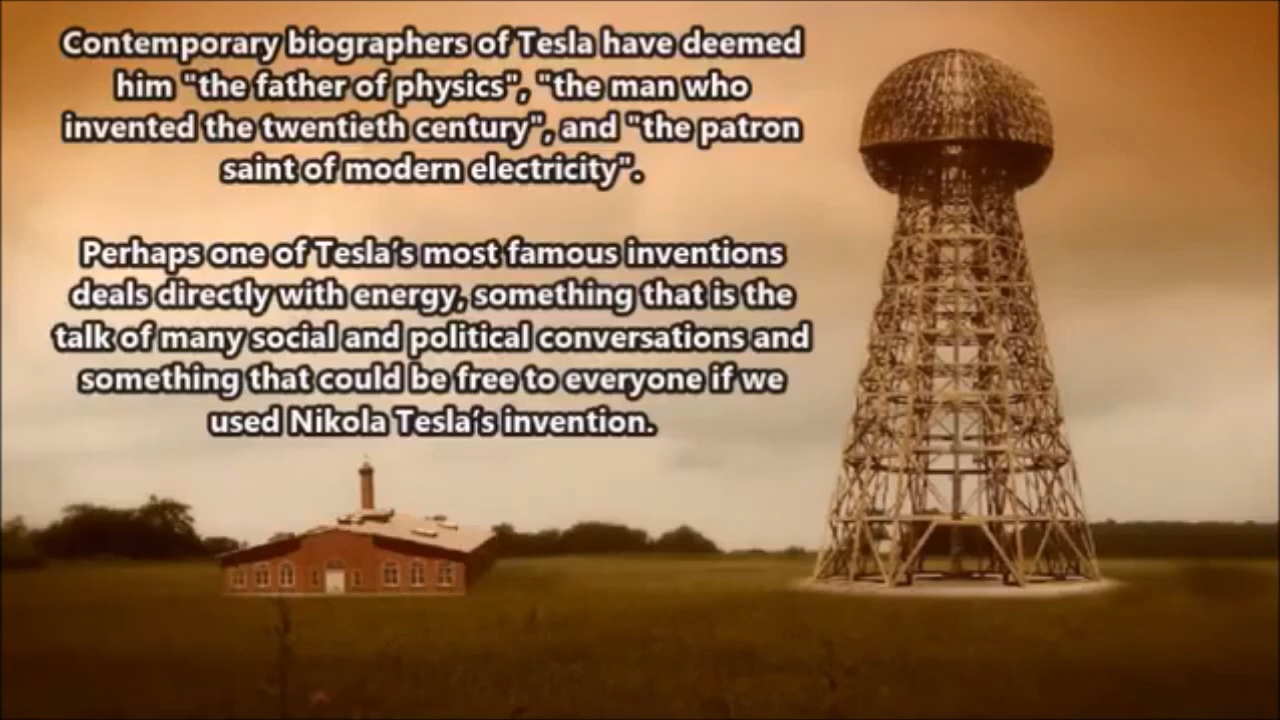 Contemporary biographers of Tesla have deemed
him "the father of physics", "the man who
invented the twentieth century", and "the patron
saint of modern electricity".
Perhaps one of Tesla’s most famous inventions
deals directly with energy, something that is the
talk of many social and political conversations and
something that could be free to everyone if we
used Nikola Tesla’s invention.